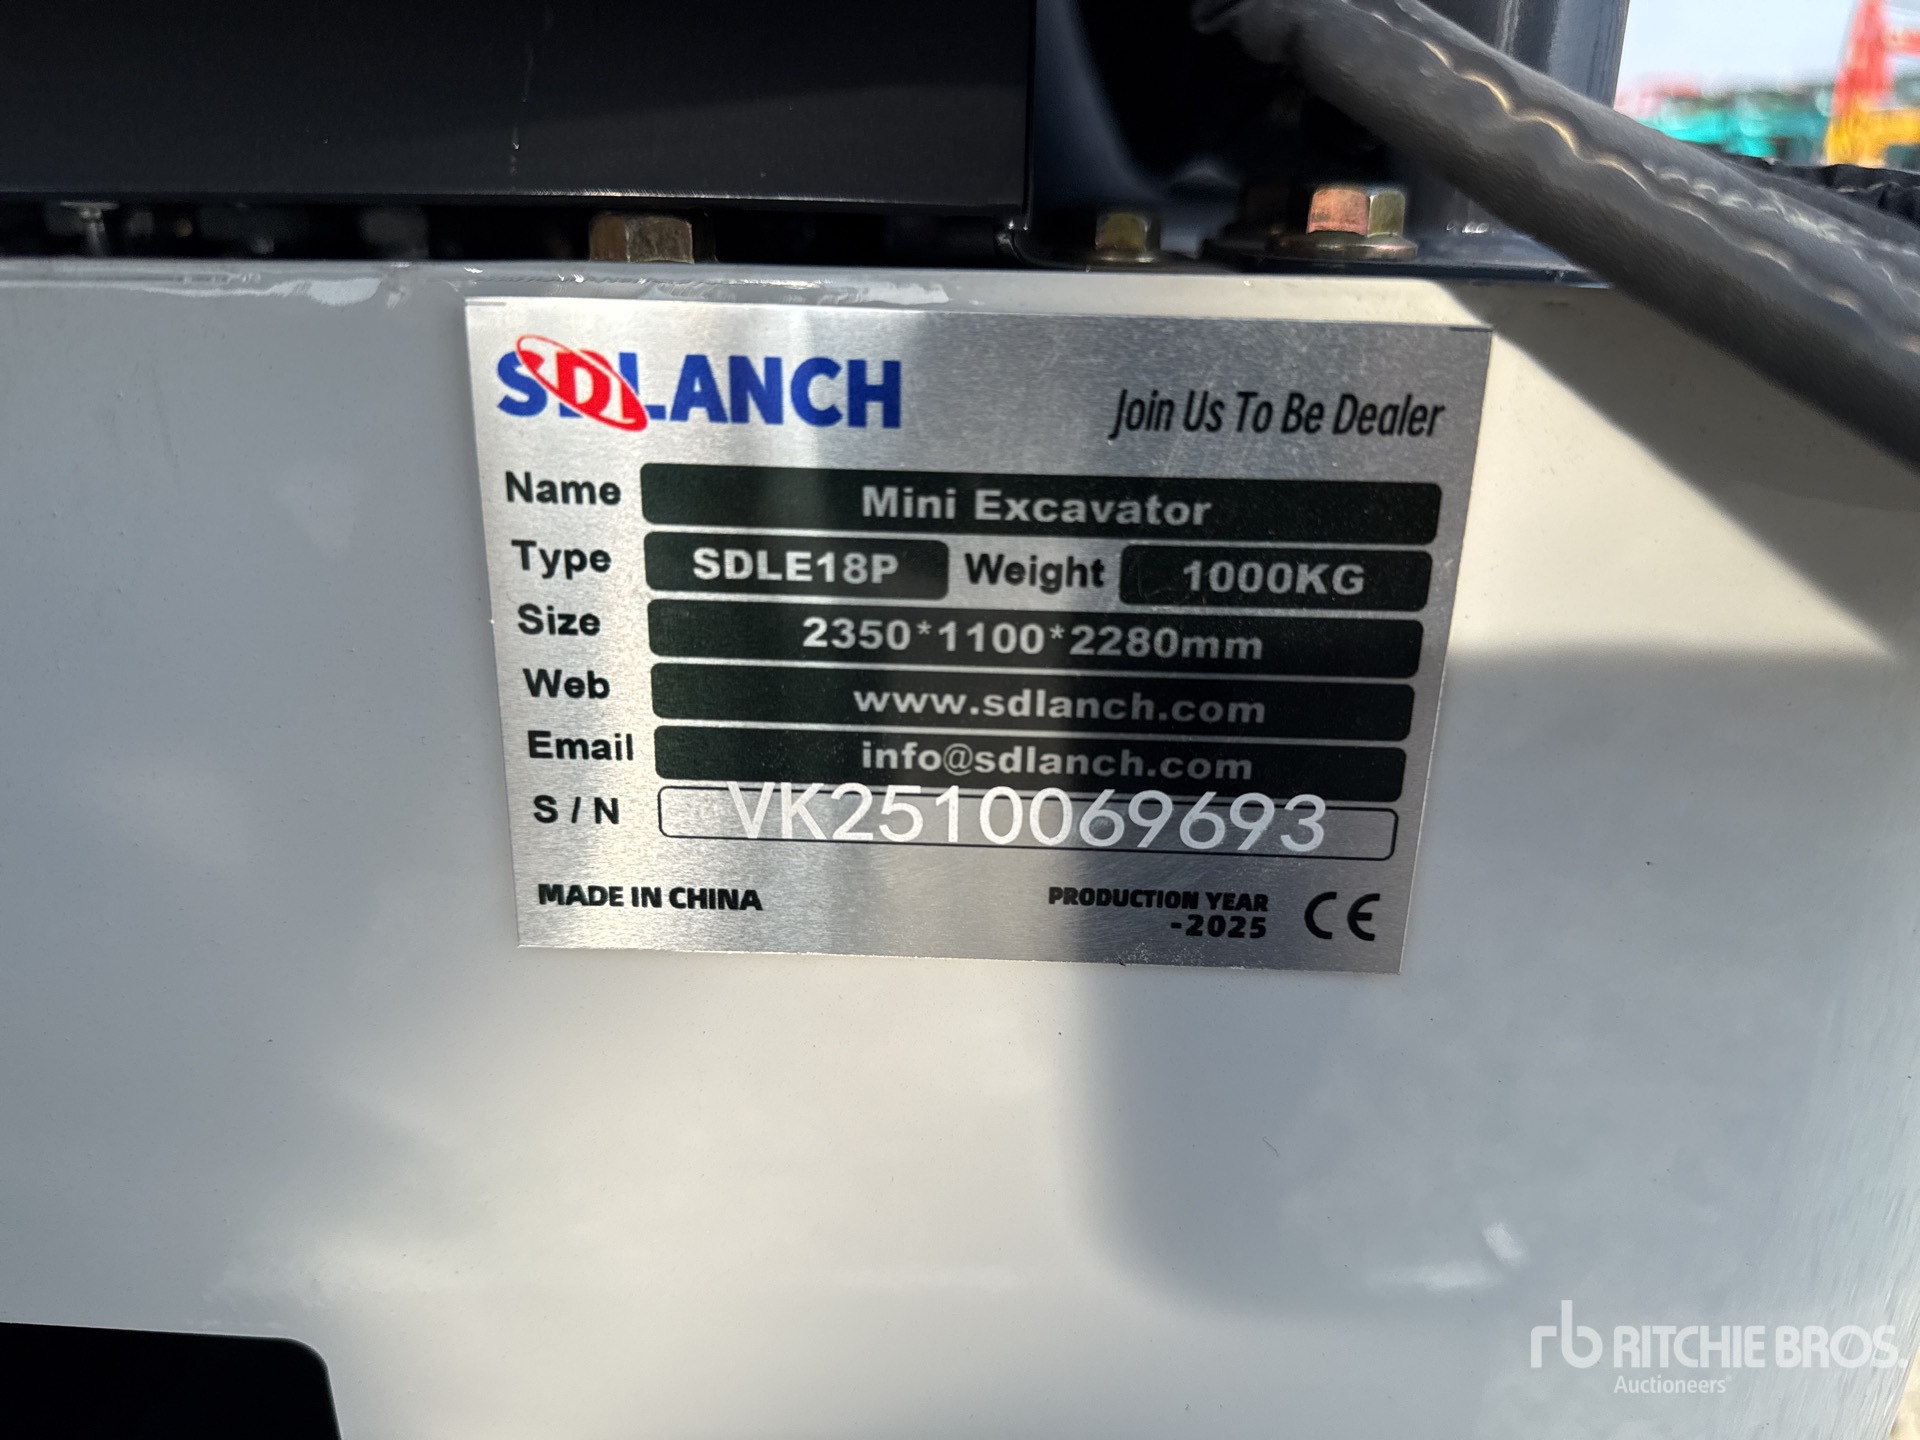 SDLANCH
Join Us To Be Dealer
Name Mini Excavator
Type SDLE18P Weight 1000KG
Size 2350*1100*2280mm
Web www.sdlanch.com
Email info@sdlanch.com
S / N VK2510069693
MADE IN CHINA
PRODUCTION YEAR
-2025
CE
rb RITCHIE BROS.
Auctioneers